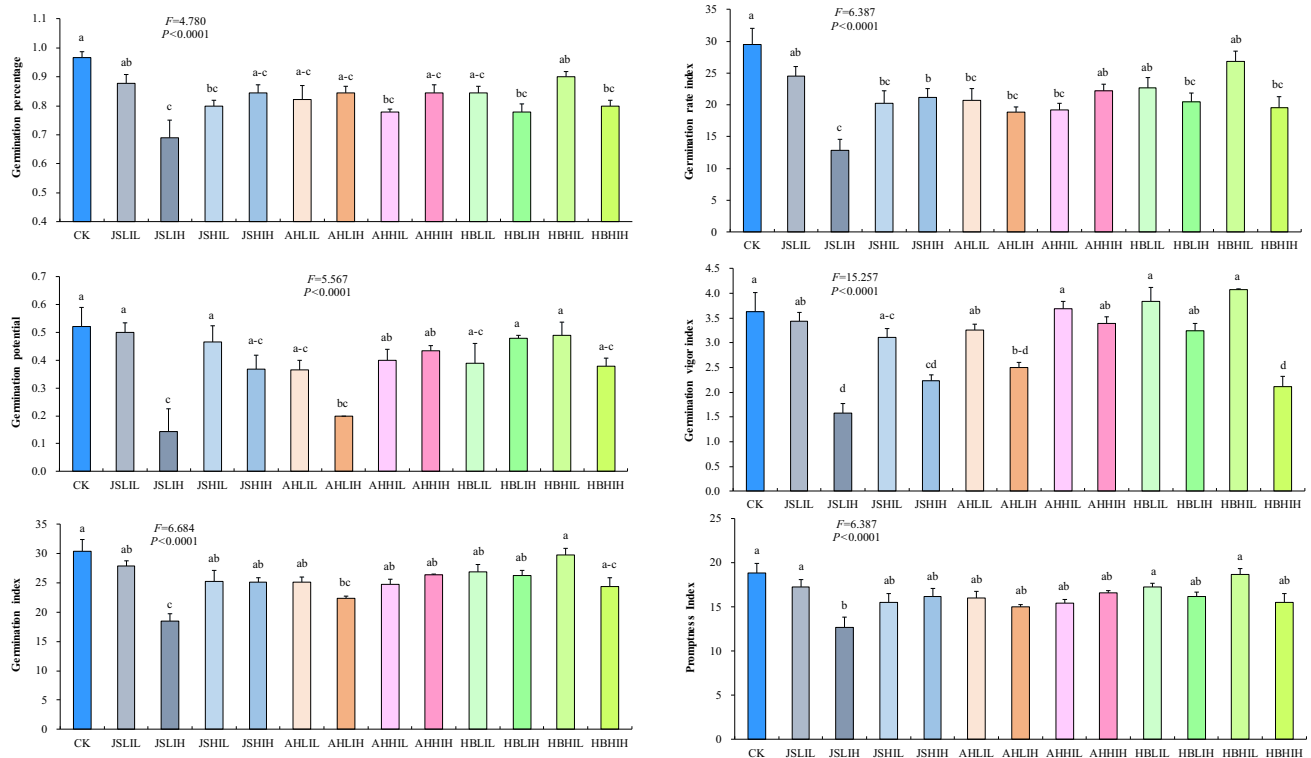 1.1
1.0
0.9
0.8
0.7
0.6
0.5
0.4
Germination percentage
F=4.780
P<0.0001
a
ab
c
bc
a-c
a-c
a-c
bc
a-c
a-c
bc
ab
bc
CK JSLIL JSLIH JSHIL JSHIH AHLIL AHLIH AHHIL AHHIH HBLIL HBLIH HBHIL HBHIH
35
30
25
20
15
10
5
0
Germination rate index
F=6.387
P<0.0001
a
ab
c
bc
b
bc
bc
bc
ab
ab
bc
ab
bc
CK JSLIL JSLIH JSHIL JSHIH AHLIL AHLIH AHHIL AHHIH HBLIL HBLIH HBHIL HBHIH
0.7
0.6
0.5
0.4
0.3
0.2
0.1
0.0
Germination potential
F=5.567
P<0.0001
a
a
c
a
a-c
a-c
bc
ab
ab
a-c
a
a
a-c
CK JSLIL JSLIH JSHIL JSHIH AHLIL AHLIH AHHIL AHHIH HBLIL HBLIH HBHIL HBHIH
4.5
4.0
3.5
3.0
2.5
2.0
1.5
1.0
0.5
0.0
Germination vigor index
F=15.257
P<0.0001
a
ab
d
a-c
cd
ab
b-d
a
ab
a
ab
a
d
CK JSLIL JSLIH JSHIL JSHIH AHLIL AHLIH AHHIL AHHIH HBLIL HBLIH HBHIL HBHIH
35
30
25
20
15
10
5
0
Germination index
F=6.684
P<0.0001
a
ab
c
ab
ab
ab
bc
ab
ab
ab
ab
a
a-c
CK JSLIL JSLIH JSHIL JSHIH AHLIL AHLIH AHHIL AHHIH HBLIL HBLIH HBHIL HBHIH
25
20
15
10
5
0
Promptness Index
F=6.387
P<0.0001
a
a
b
ab
ab
ab
ab
ab
ab
a
ab
a
ab
CK JSLIL JSLIH JSHIL JSHIH AHLIL AHLIH AHHIL AHHIH HBLIL HBLIH HBHIL HBHIH